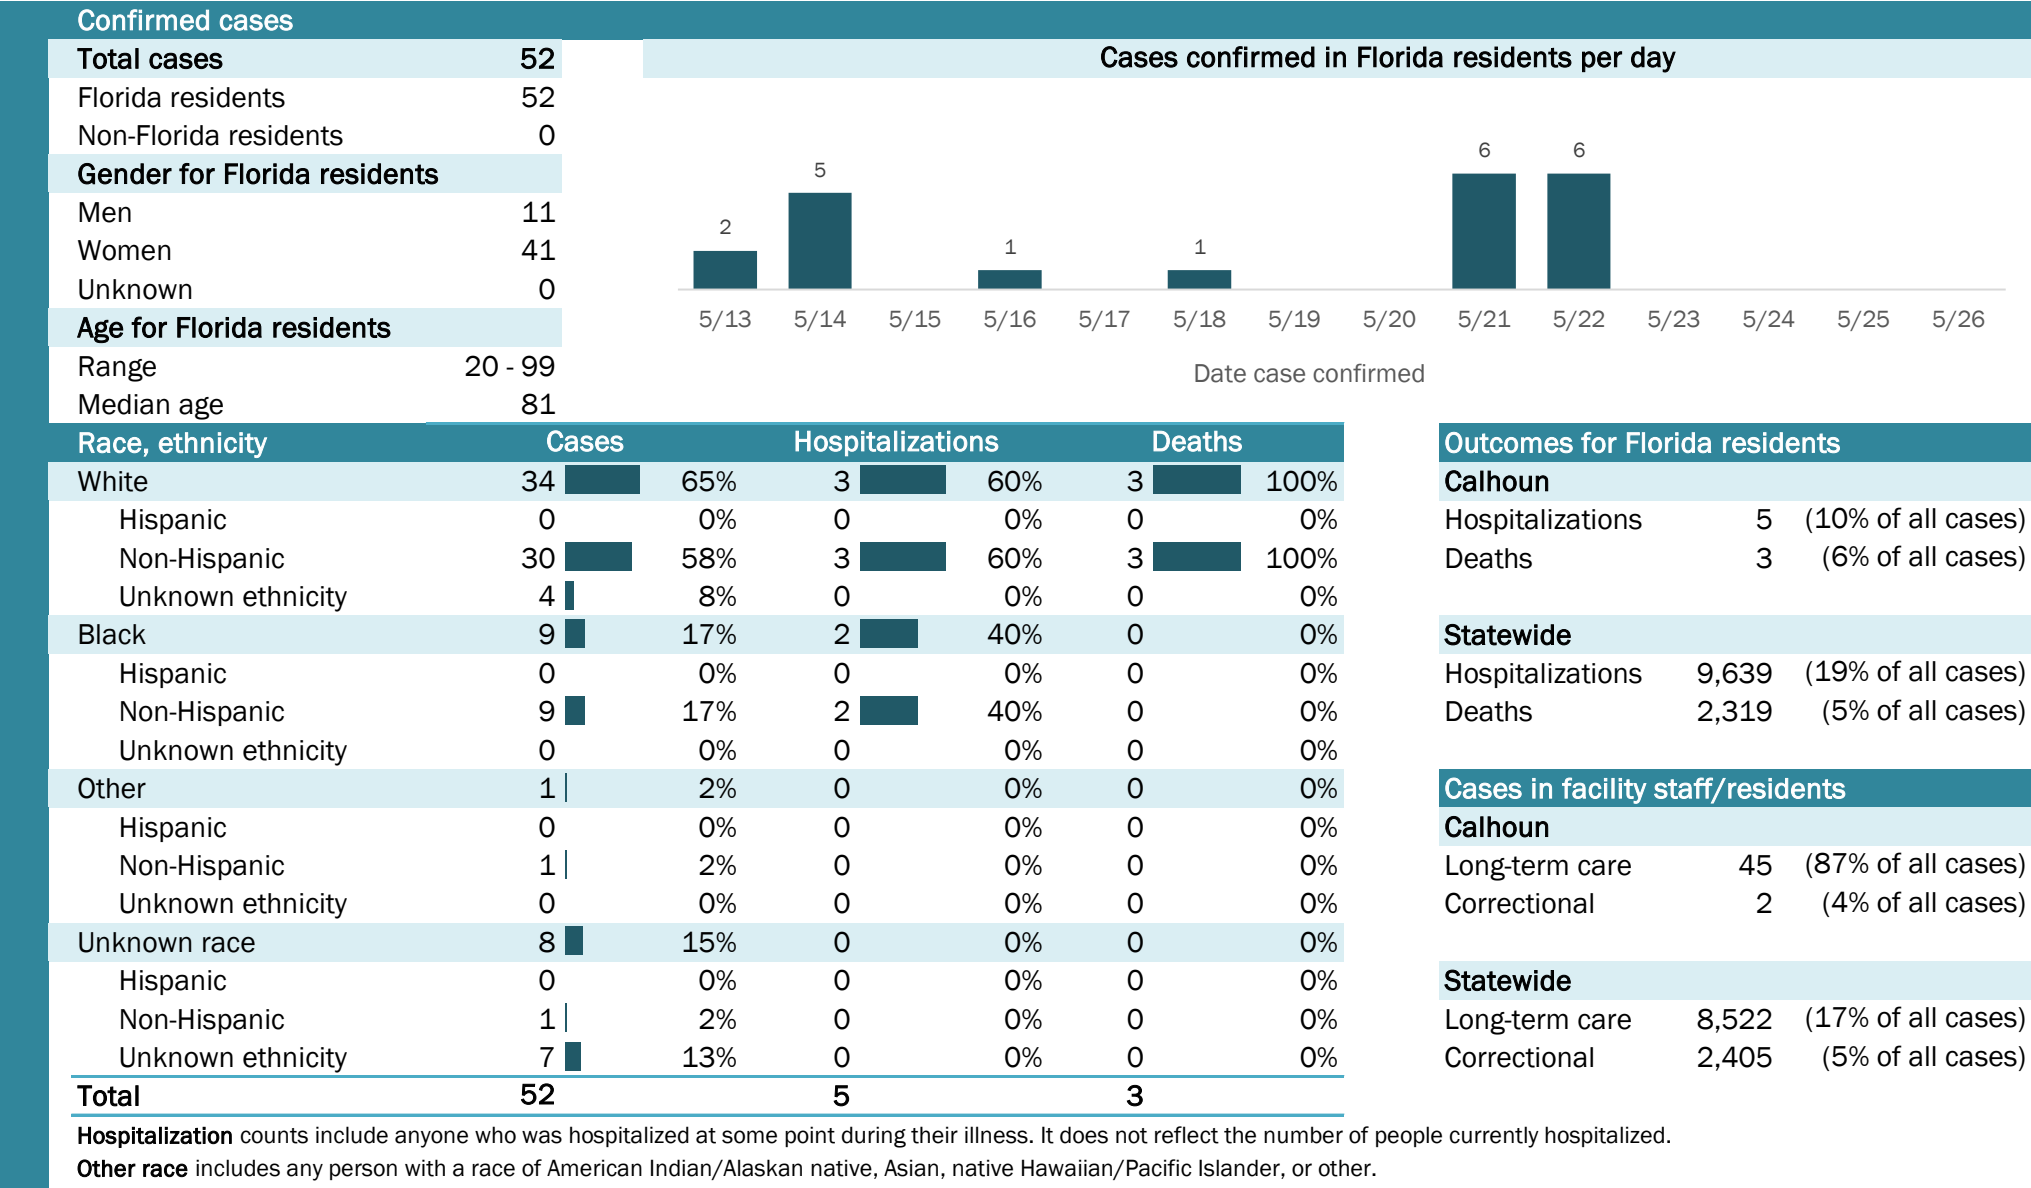 Confirmed cases
Total cases 52
Florida residents 52
Non-Florida residents 0
Gender for Florida residents
Men 11
Women 41
Unknown 0
Age for Florida residents
Range 20 - 99
Median age 81
Cases confirmed in Florida residents per day
2 5 1 1 6 6
5/13 5/14 5/15 5/16 5/17 5/18 5/19 5/20 5/21 5/22 5/23 5/24 5/25 5/26
Date case confirmed
Race, ethnicity Cases Hospitalizations Deaths
White 34 65% 3 60% 3 100%
Hispanic 0 0% 0 0% 0 0%
Non-Hispanic 30 58% 3 60% 3 100%
Unknown ethnicity 4 8% 0 0% 0 0%
Black 9 17% 2 40% 0 0%
Hispanic 0 0% 0 0% 0 0%
Non-Hispanic 9 17% 2 40% 0 0%
Unknown ethnicity 0 0% 0 0% 0 0%
Other 1 2% 0 0% 0 0%
Hispanic 0 0% 0 0% 0 0%
Non-Hispanic 1 2% 0 0% 0 0%
Unknown ethnicity 0 0% 0 0% 0 0%
Unknown race 8 15% 0 0% 0 0%
Hispanic 0 0% 0 0% 0 0%
Non-Hispanic 1 2% 0 0% 0 0%
Unknown ethnicity 7 13% 0 0% 0 0%
Total 52 5 3
Outcomes for Florida residents
Calhoun
Hospitalizations 5 (10% of all cases)
Deaths 3 (6% of all cases)
Statewide
Hospitalizations 9,639 (19% of all cases)
Deaths 2,319 (5% of all cases)
Cases in facility staff/residents
Calhoun
Long-term care 45 (87% of all cases)
Correctional 2 (4% of all cases)
Statewide
Long-term care 8,522 (17% of all cases)
Correctional 2,405 (5% of all cases)
Hospitalization counts include anyone who was hospitalized at some point during their illness. It does not reflect the number of people currently hospitalized.
Other race includes any person with a race of American Indian/Alaskan native, Asian, native Hawaiian/Pacific Islander, or other.